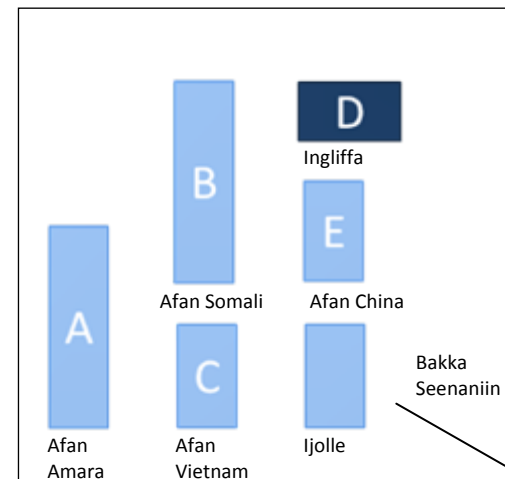 D
Ingliffa
B
E
Afan Somali
Afan China
A
C
Bakka
Seenaniin
Afan
Amara
Afan
Vietnam
Ijolle